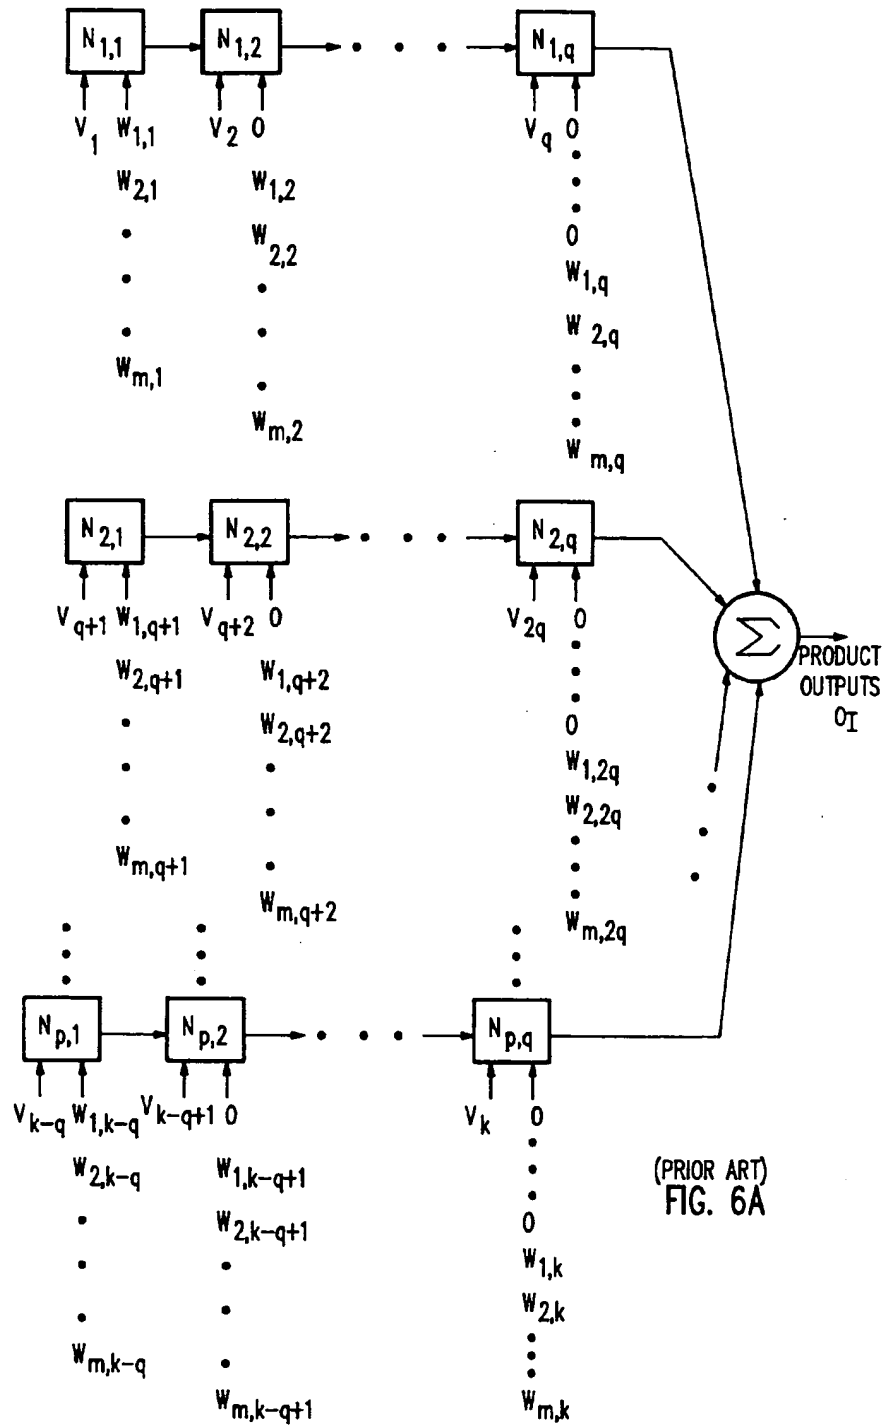 N1,1 N1,2 N1,q
V1 W1,1 V2 0 Vq 0
W2,1 W1,2
W2,2 0
W1,q
W2,q
Wm,1
Wm,2
Wm,q
N2,1 N2,2 N2,q
Vq+1 W1,q+1 Vq+2 0 V2q 0
Σ
PRODUCT
OUTPUTS
OI
W2,q+1 W1,q+2
W2,q+2 0
W1,2q
W2,2q
Wm,q+1
Wm,q+2
Wm,2q
Np,1 Np,2 Np,q
Vk-q W1,k-q Vk-q+1 0 Vk 0
W2,k-q W1,k-q+1
W2,k-q+1 0
W1,k
W2,k
Wm,k-q
Wm,k-q+1
Wm,k
(PRIOR ART)
FIG. 6A